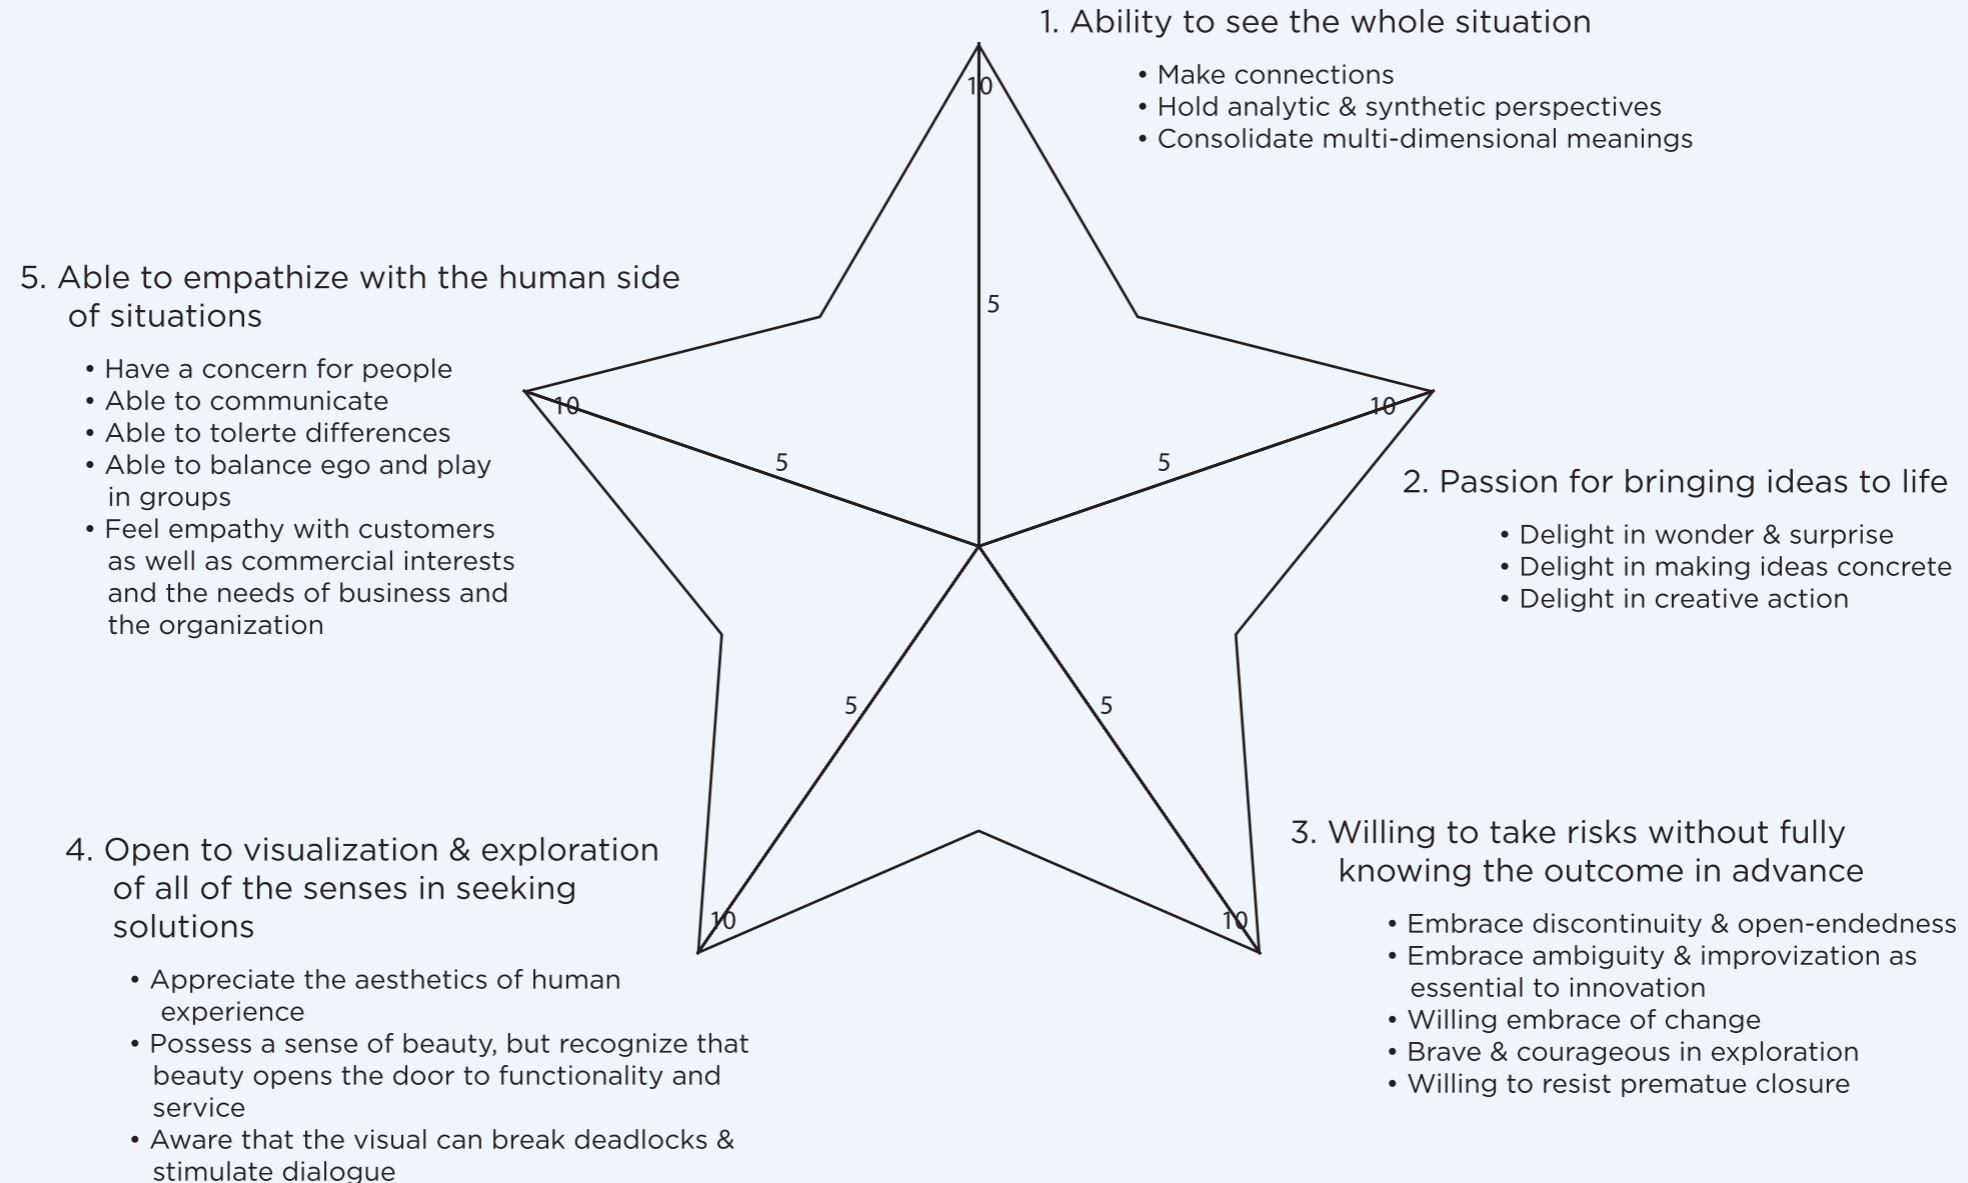 1. Ability to see the whole situation
• Make connections
• Hold analytic & synthetic perspectives
• Consolidate multi-dimensional meanings
10
5
5. Able to empathize with the human side
of situations
• Have a concern for people
• Able to communicate
• Able to tolerte differences
• Able to balance ego and play
in groups
• Feel empathy with customers
as well as commercial interests
and the needs of business and
the organization
10
5
10
5
2. Passion for bringing ideas to life
• Delight in wonder & surprise
• Delight in making ideas concrete
• Delight in creative action
5
10
5
10
4. Open to visualization & exploration
of all of the senses in seeking
solutions
• Appreciate the aesthetics of human
experience
• Possess a sense of beauty, but recognize that
beauty opens the door to functionality and
service
• Aware that the visual can break deadlocks &
stimulate dialogue
3. Willing to take risks without fully
knowing the outcome in advance
• Embrace discontinuity & open-endedness
• Embrace ambiguity & improvization as
essential to innovation
• Willing embrace of change
• Brave & courageous in exploration
• Willing to resist prematue closure